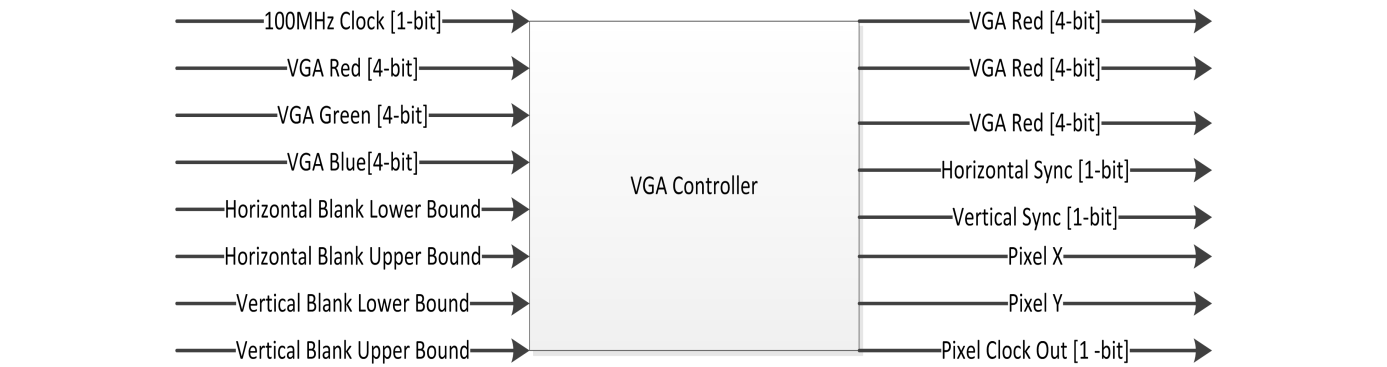 100MHz Clock [1-bit]
VGA Red [4-bit]
VGA Green [4-bit]
VGA Blue[4-bit]
Horizontal Blank Lower Bound
Horizontal Blank Upper Bound
Vertical Blank Lower Bound
Vertical Blank Upper Bound
VGA Controller
VGA Red [4-bit]
VGA Red [4-bit]
VGA Red [4-bit]
Horizontal Sync [1-bit]
Vertical Sync [1-bit]
Pixel X
Pixel Y
Pixel Clock Out [1 -bit]